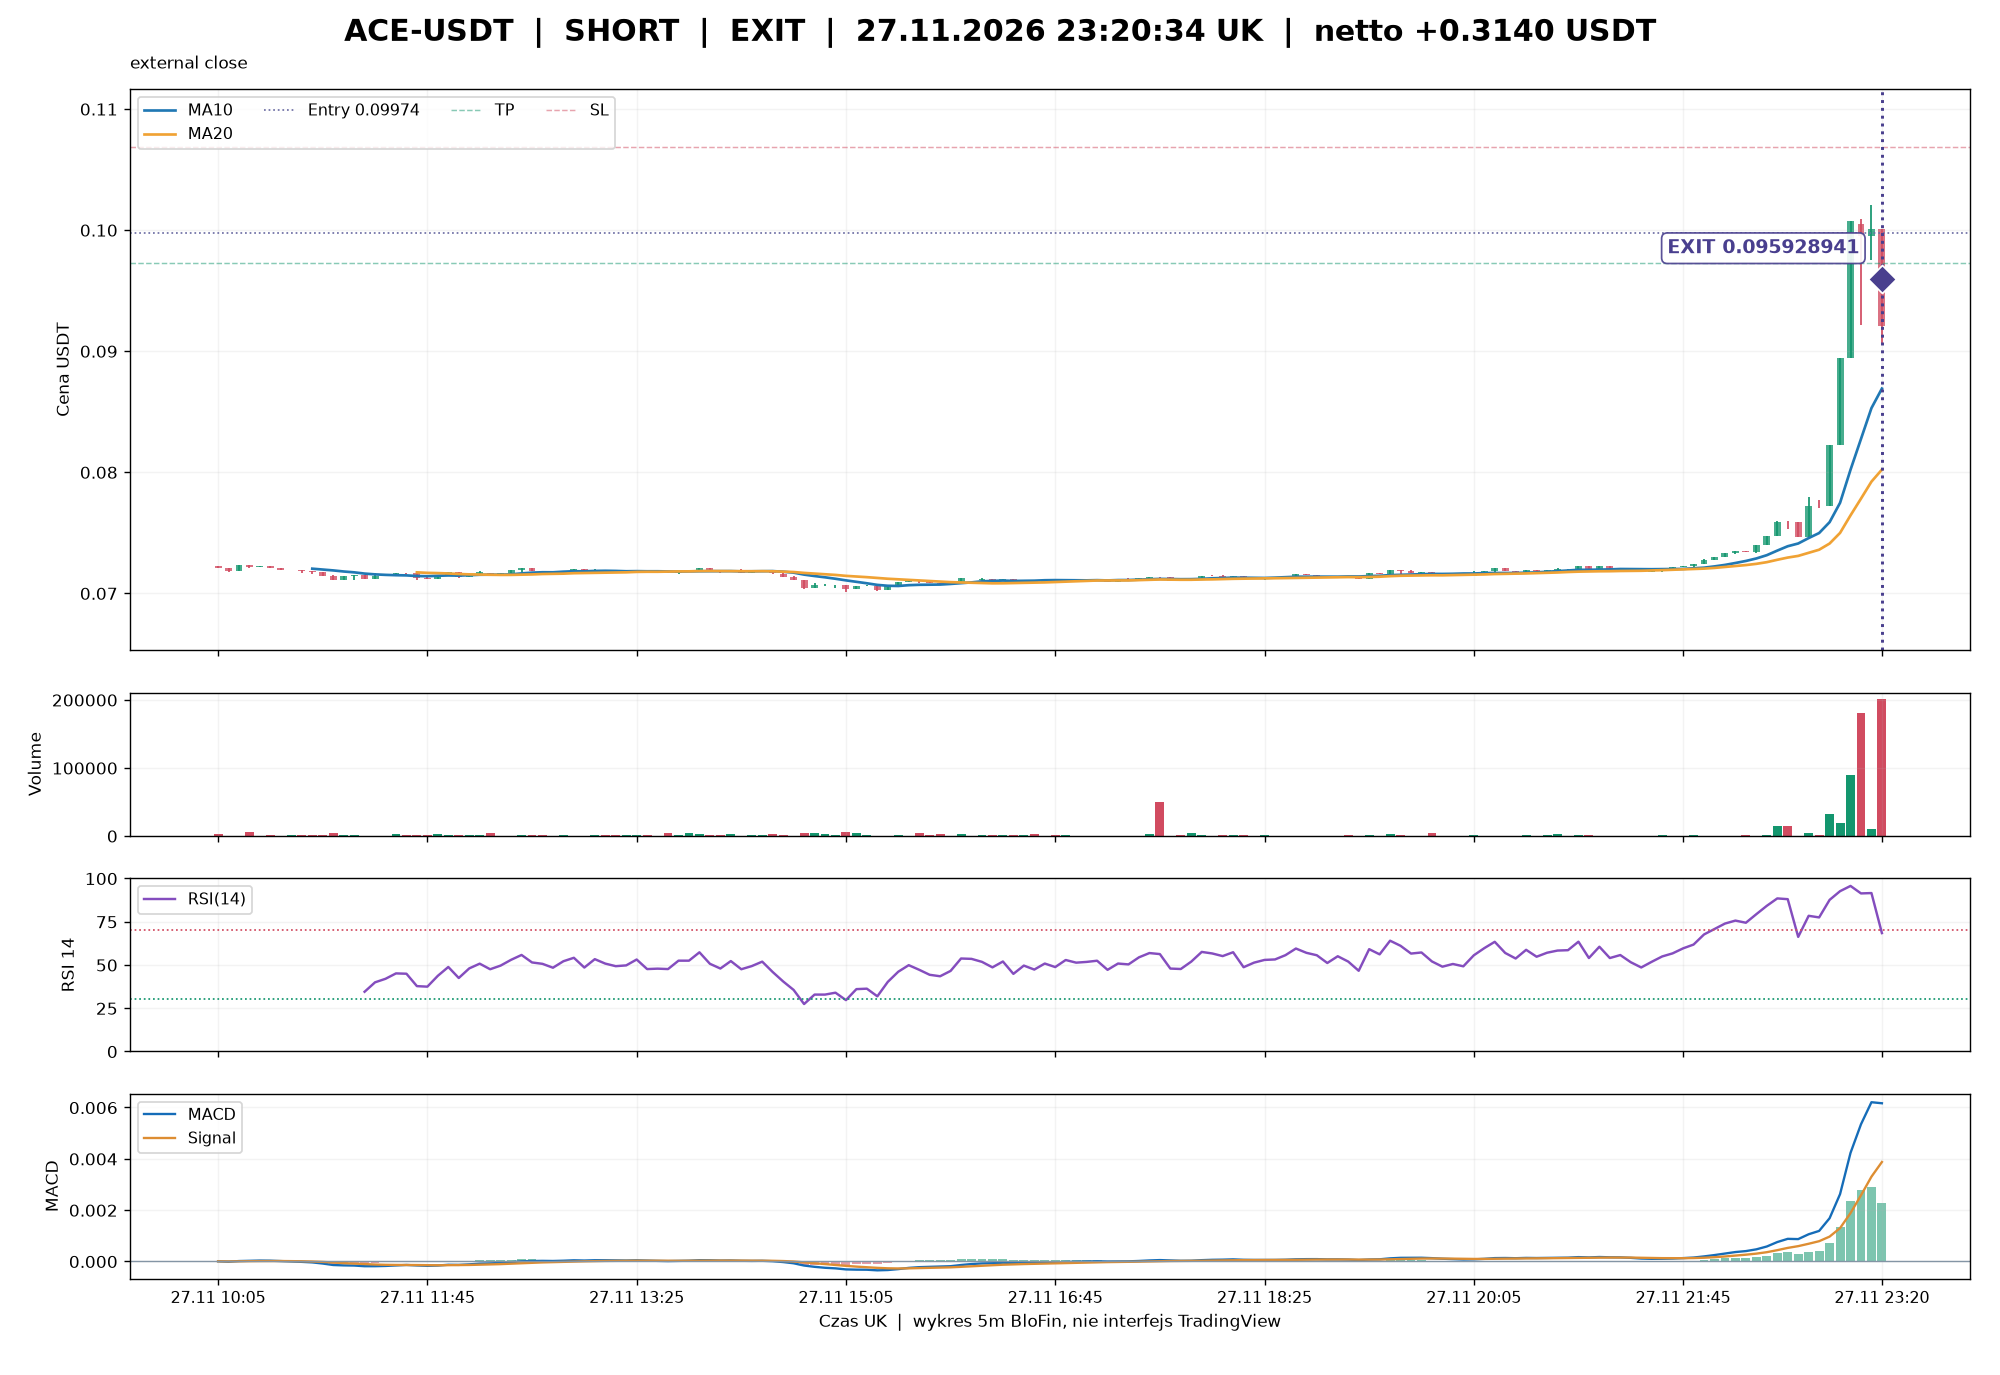 ACE-USDT | SHORT | EXIT | 27.11.2026 23:20:34 UK | netto +0.3140 USDT
external close
MA10
MA20
Entry 0.09974
TP
SL
0.11
0.10
0.09
0.08
0.07
Cena USDT
EXIT 0.095928941
200000
100000
0
Volume
RSI(14)
100
75
50
25
0
RSI 14
MACD
Signal
0.006
0.004
0.002
0.000
MACD
27.11 10:05
27.11 11:45
27.11 13:25
27.11 15:05
27.11 16:45
27.11 18:25
27.11 20:05
27.11 21:45
27.11 23:20
Czas UK | wykres 5m BloFin, nie interfejs TradingView